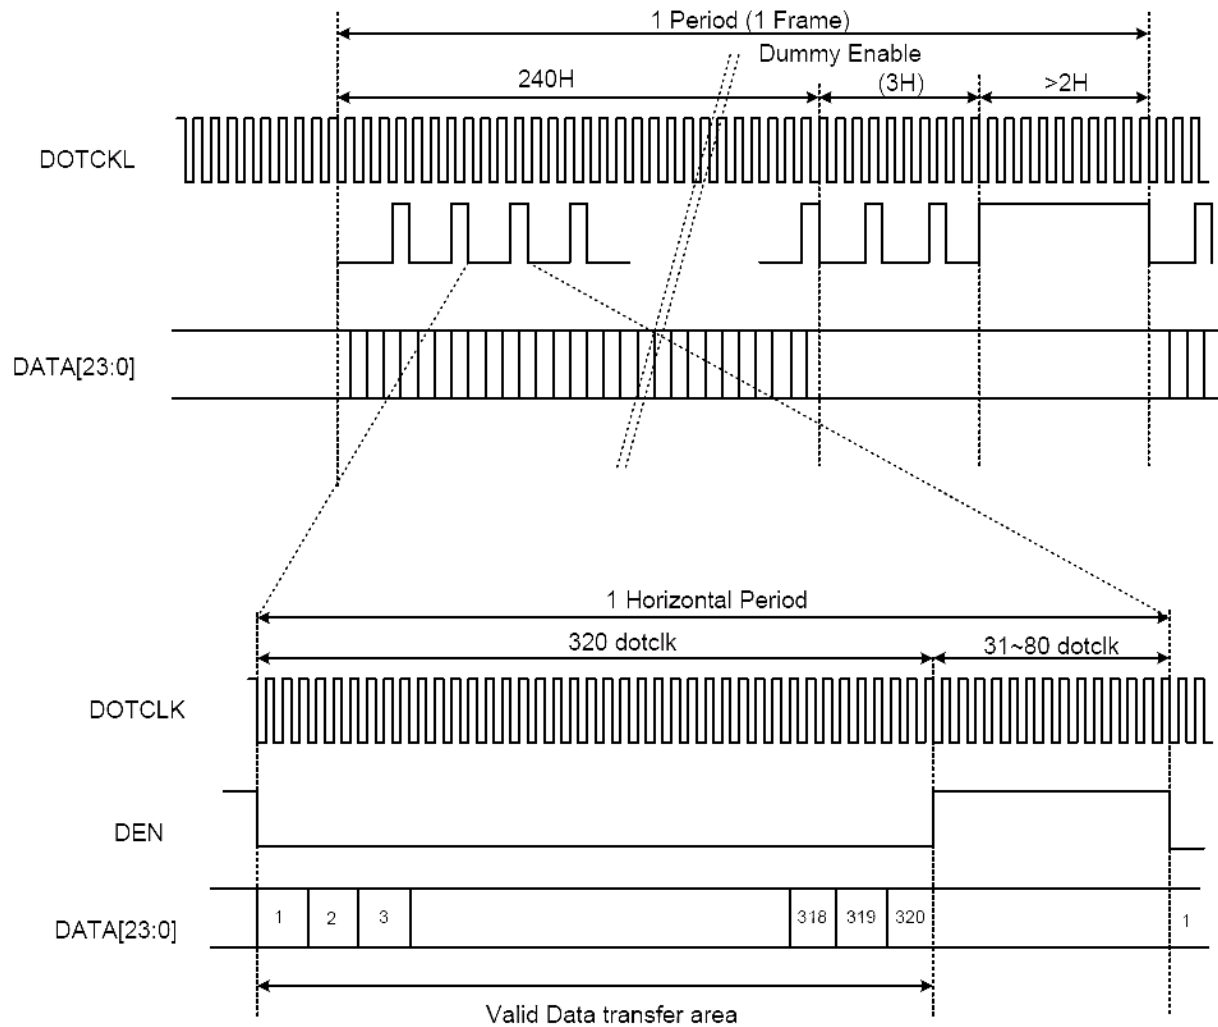 1 Period (1 Frame)
Dummy Enable
240H
(3H)
>2H
DOTCKL
DATA[23:0]
1 Horizontal Period
320 dotclk
31~80 dotclk
DOTCLK
DEN
DATA[23:0]
1
2
3
318
319
320
1
Valid Data transfer area